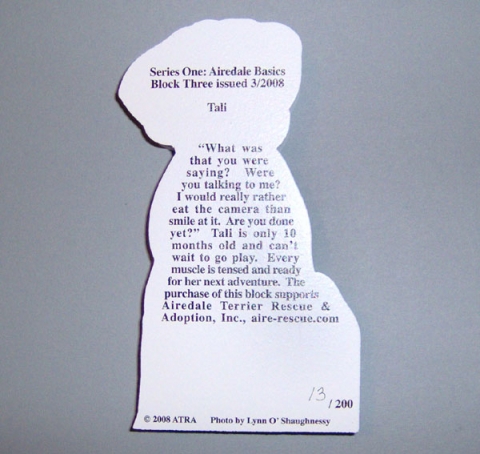 Series One: Airedale Basics
Block Three issued 3/2008
Tali
“What was
that you were
saying? Were
you talking to me?
I would really rather
eat the camera than
smile at it. Are you done
yet?” Tali is only 10
months old and can't
wait to go play. Every
muscle is tensed and ready
for her next adventure. The
purchase of this block supports
Airedale Terrier Rescue &
Adoption, Inc., aire-rescue.com
13 / 200
© 2008 ATRA Photo by Lynn O' Shaughnessy